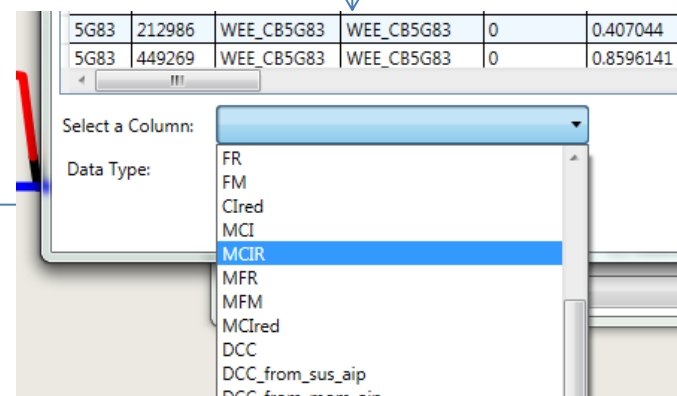 5G83 212986 WEE_CB5G83 WEE_CB5G83 0 0.407044
5G83 449269 WEE_CB5G83 WEE_CB5G83 0 0.8596141
Select a Column:
Data Type:
FR
FM
CIred
MCI
MCIR
MFR
MFM
MCIred
DCC
DCC_from_sus_aip